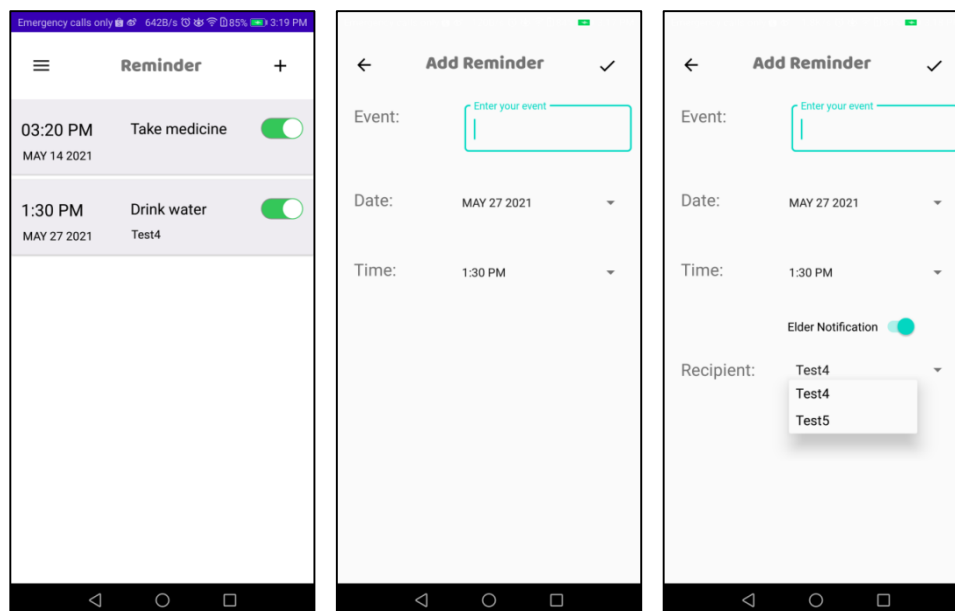 Emergency calls only 642B/s 85% 3:19 PM
Reminder
03:20 PM Take medicine
MAY 14 2021
1:30 PM Drink water
MAY 27 2021 Test4
Add Reminder
Event: Enter your event
Date: MAY 27 2021
Time: 1:30 PM
Add Reminder
Event: Enter your event
Date: MAY 27 2021
Time: 1:30 PM
Elder Notification
Recipient: Test4
Test4
Test5